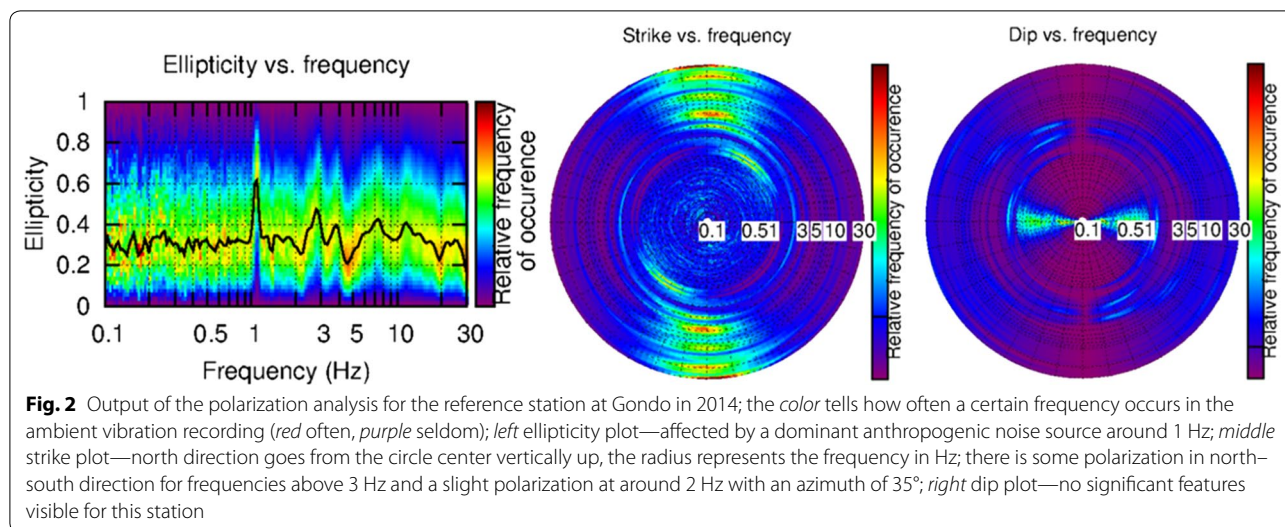 Ellipticity vs. frequency
Ellipticity
1
0.8
0.6
0.4
0.2
0
0.1
0.5
1
3
5
10
30
Frequency (Hz)
Relative frequency
of occurence
Strike vs. frequency
0.1
0.51
3
5
10
30
Relative frequency of occurence
Dip vs. frequency
0.1
0.51
3
5
10
30
Relative frequency of occurence
Fig. 2 Output of the polarization analysis for the reference station at Gondo in 2014; the color tells how often a certain frequency occurs in the
ambient vibration recording (red often, purple seldom); left ellipticity plot—affected by a dominant anthropogenic noise source around 1 Hz; middle
strike plot—north direction goes from the circle center vertically up, the radius represents the frequency in Hz; there is some polarization in north–
south direction for frequencies above 3 Hz and a slight polarization at around 2 Hz with an azimuth of 35°; right dip plot—no significant features
visible for this station